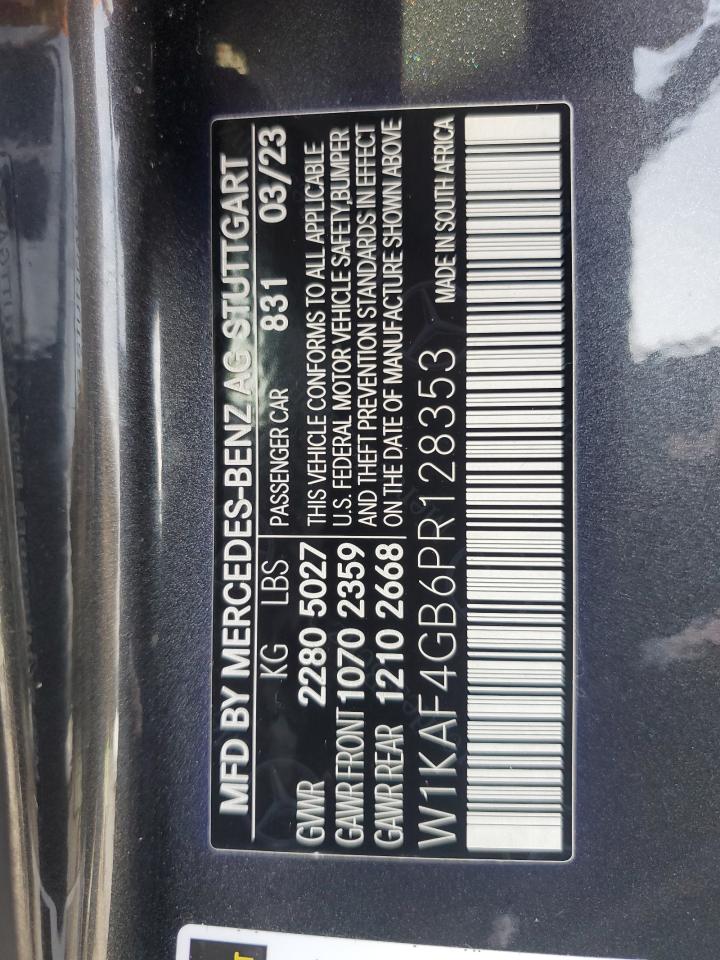 MFD BY MERCEDES-BENZ AG STUTTGART
KG LBS PASSENGER CAR 831 03/23
GWR 2280 5027 THIS VEHICLE CONFORMS TO ALL APPLICABLE
GAWR FRONT 1070 2359 U.S. FEDERAL MOTOR VEHICLE SAFETY,BUMPER
AND THEFT PREVENTION STANDARDS IN EFFECT
GAWR REAR 1210 2668 ON THE DATE OF MANUFACTURE SHOWN ABOVE
W1KAF4GB6PR128353 MADE IN SOUTH AFRICA